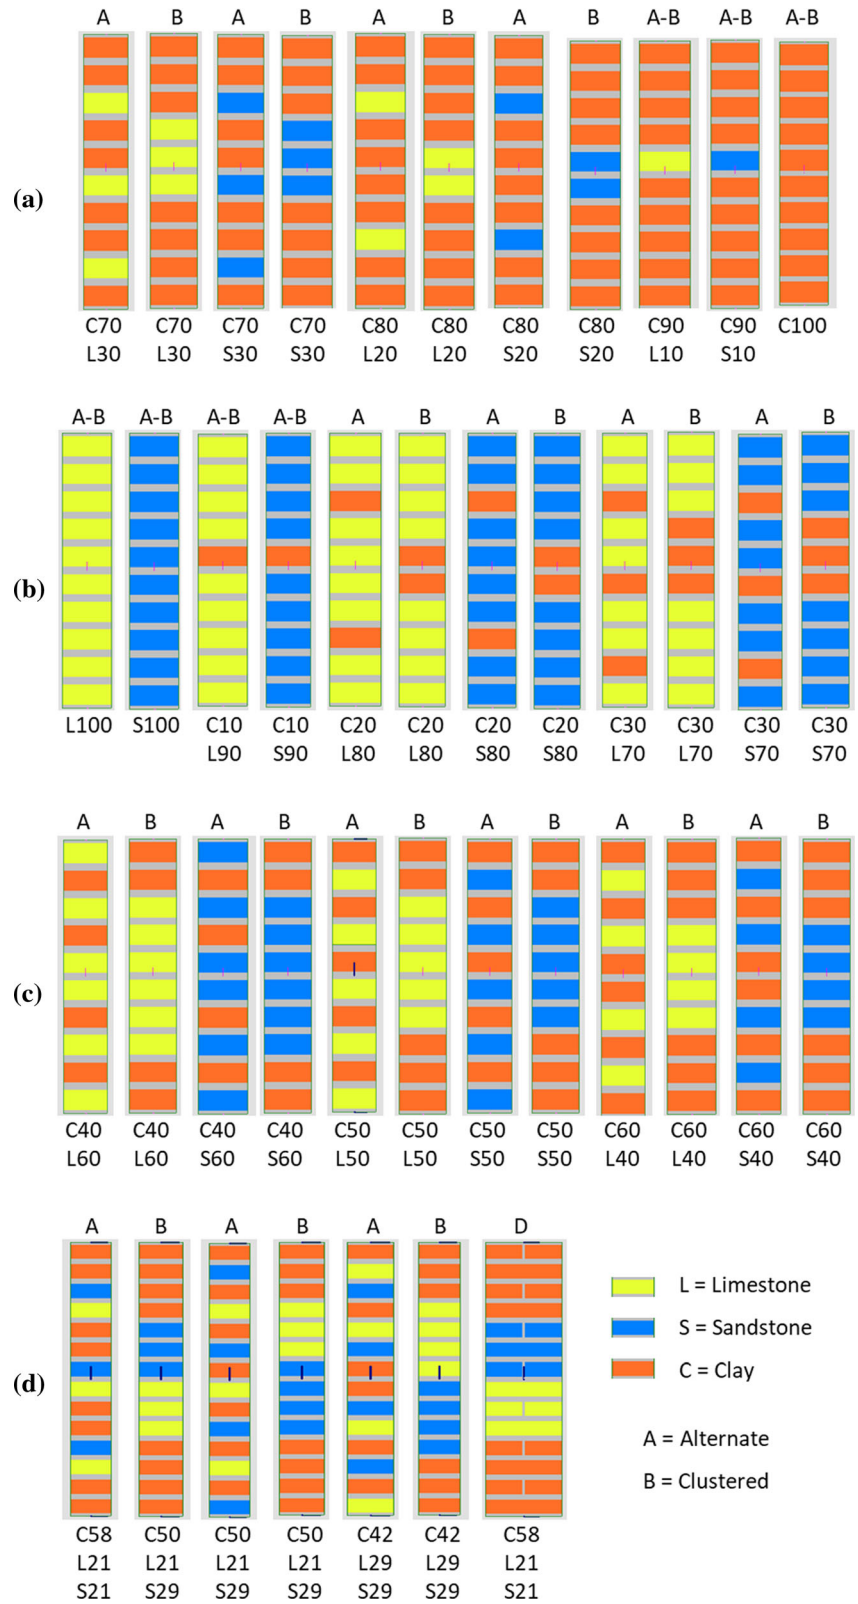 A B A B A B A B A-B A-B A-B
(a)
C70 C70 C70 C70 C80 C80 C80 C80 C90 C90 C100
L30 L30 S30 S30 L20 L20 S20 S20 L10 S10
A-B A-B A-B A-B A B A B A B A B
(b)
L100 S100 C10 C10 C20 C20 C20 C20 C30 C30 C30 C30
L90 S90 L80 L80 S80 S80 L70 L70 S70 S70
A B A B A B A B A B A B
(c)
C40 C40 C40 C40 C50 C50 C50 C50 C60 C60 C60 C60
L60 L60 S60 S60 L50 L50 S50 S50 L40 L40 S40 S40
A B A B A B D
L = Limestone
S = Sandstone
(d)
C = Clay
A = Alternate
B = Clustered
C58 C50 C50 C50 C42 C42 C58
L21 L21 L21 L21 L29 L29 L21
S21 S29 S29 S29 S29 S29 S21